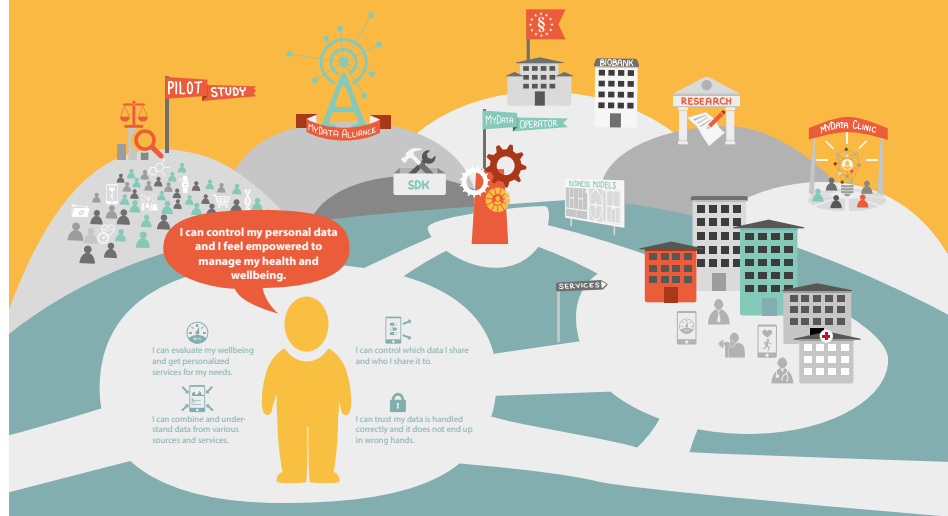 §
BIOBANK
PILOT
STUDY
RESEARCH
MYDATA
OPERATOR
MYDATA ALLIANCE
MYDATA CLINIC
SDK
BUSINESS MODELS
I can control my personal data
and I feel empowered to
manage my health and
wellbeing.
SERVICES
I can evaluate my wellbeing
and get personalized
services for my needs.
I can control which data I share
and who I share it to.
I can combine and under-
stand data from various
sources and services.
I can trust my data is handled
correctly and it does not end up
in wrong hands.